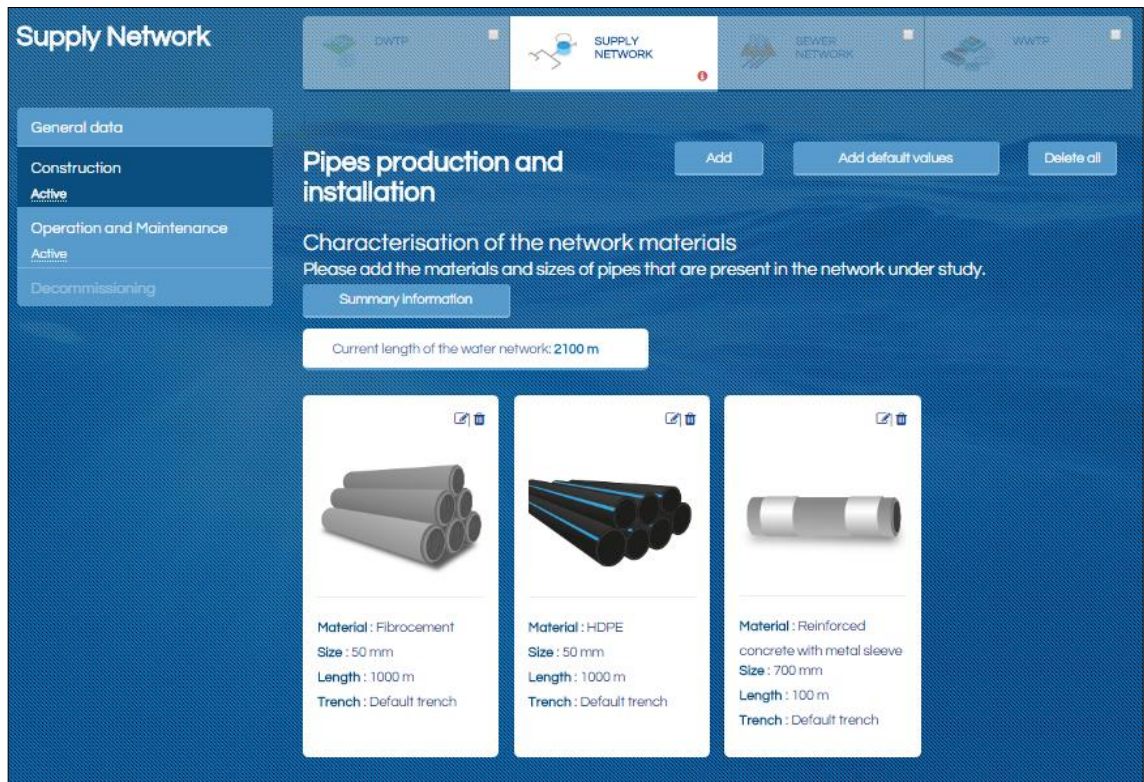 Supply Network
DWTP
SUPPLY
NETWORK
SEWER
NETWORK
WWTP
General data
Construction
Active
Operation and Maintenance
Active
Decommissioning
Pipes production and
installation
Add
Add default values
Delete all
Characterisation of the network materials
Please add the materials and sizes of pipes that are present in the network under study.
Summary information
Current length of the water network: 2100 m
Material : Fibrocement
Size : 50 mm
Length : 1000 m
Trench : Default trench
Material : HDPE
Size : 50 mm
Length : 1000 m
Trench : Default trench
Material : Reinforced
concrete with metal sleeve
Size : 700 mm
Length : 100 m
Trench : Default trench